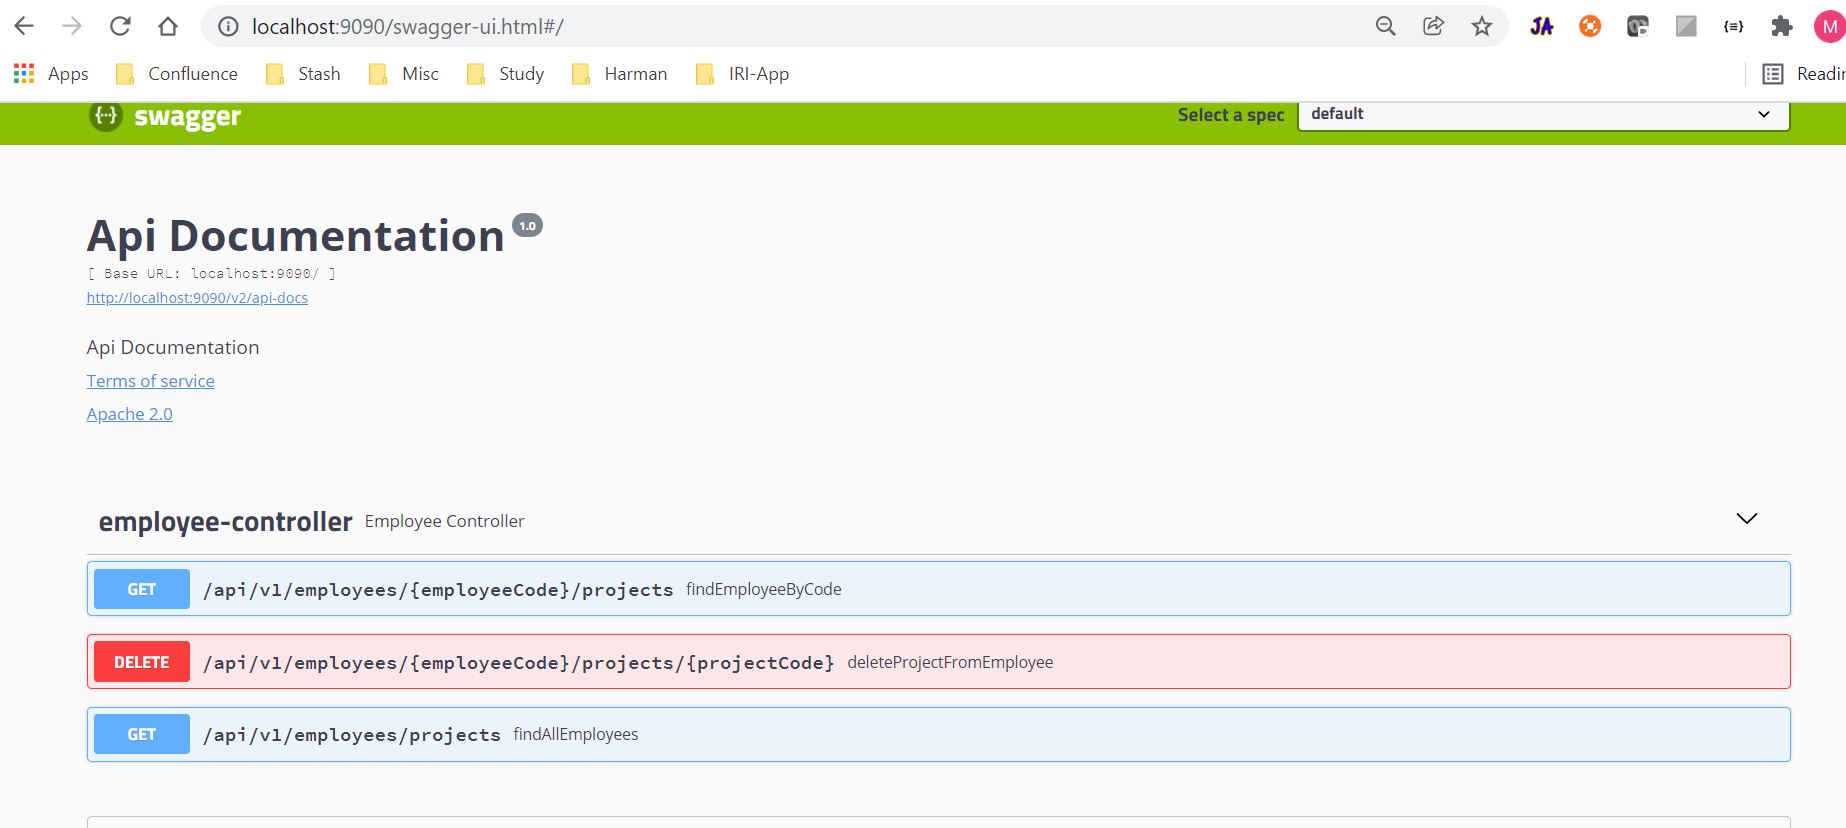 localhost:9090/swagger-ui.html#/
JA
M
Apps Confluence Stash Misc Study Harman IRI-App
{···} swagger Select a spec default
Api Documentation 1.0
[ Base URL: localhost:9090/ ]
http://localhost:9090/v2/api-docs
Api Documentation
Terms of service
Apache 2.0
employee-controller Employee Controller
GET /api/v1/employees/{employeeCode}/projects findEmployeeByCode
DELETE /api/v1/employees/{employeeCode}/projects/{projectCode} deleteProjectFromEmployee
GET /api/v1/employees/projects findAllEmployees